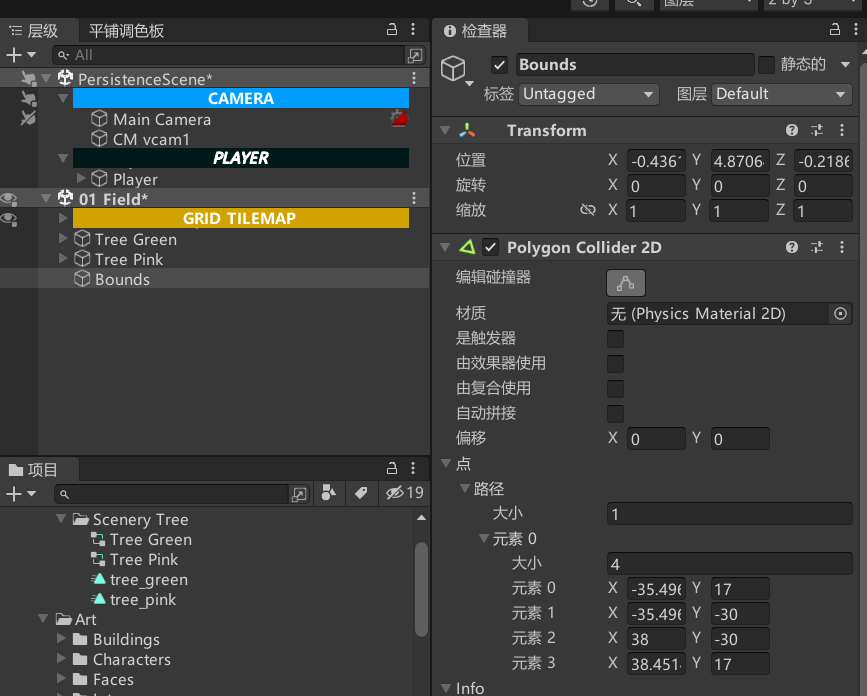 图层
2 by 3
层级
平铺调色板
All
PersistenceScene*
CAMERA
Main Camera
CM vcam1
PLAYER
Player
01 Field*
GRID TILEMAP
Tree Green
Tree Pink
Bounds
项目
19
Scenery Tree
Tree Green
Tree Pink
tree_green
tree_pink
Art
Buildings
Characters
Faces
检查器
Bounds
静态的
标签 Untagged 图层 Default
Transform
位置 X -0.436 Y 4.8706 Z -0.2186
旋转 X 0 Y 0 Z 0
缩放 X 1 Y 1 Z 1
Polygon Collider 2D
编辑碰撞器
材质 无 (Physics Material 2D)
是触发器
由效果器使用
由复合使用
自动拼接
偏移 X 0 Y 0
点
路径
大小 1
元素 0
大小 4
元素 0 X -35.496 Y 17
元素 1 X -35.496 Y -30
元素 2 X 38 Y -30
元素 3 X 38.451 Y 17
Info